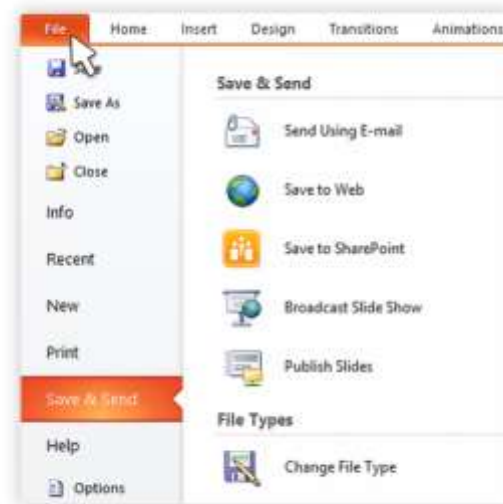 File Home Insert Design Transitions Animations
Save As
Open
Close
Info
Recent
New
Print
Save & Send
Help
Options
Save & Send
Send Using E-mail
Save to Web
Save to SharePoint
Broadcast Slide Show
Publish Slides
File Types
Change File Type